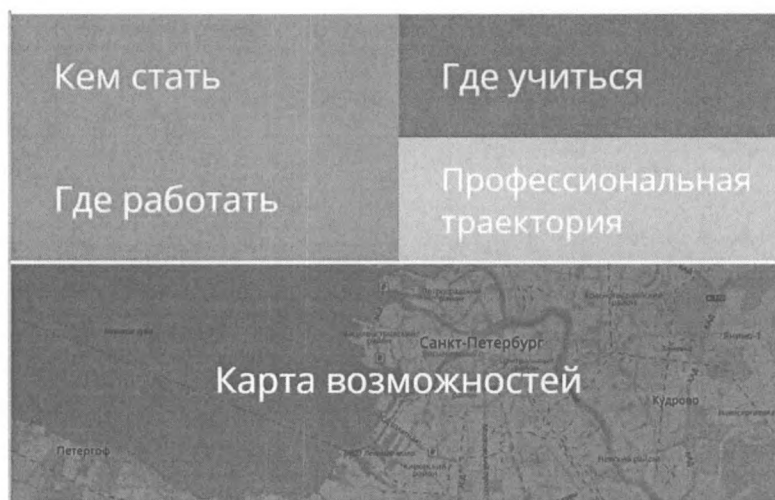 Кем стать
Где учиться
Где работать
Профессиональная
траектория
Санкт-Петербург
Карта возможностей
Кудрово
Петергоф